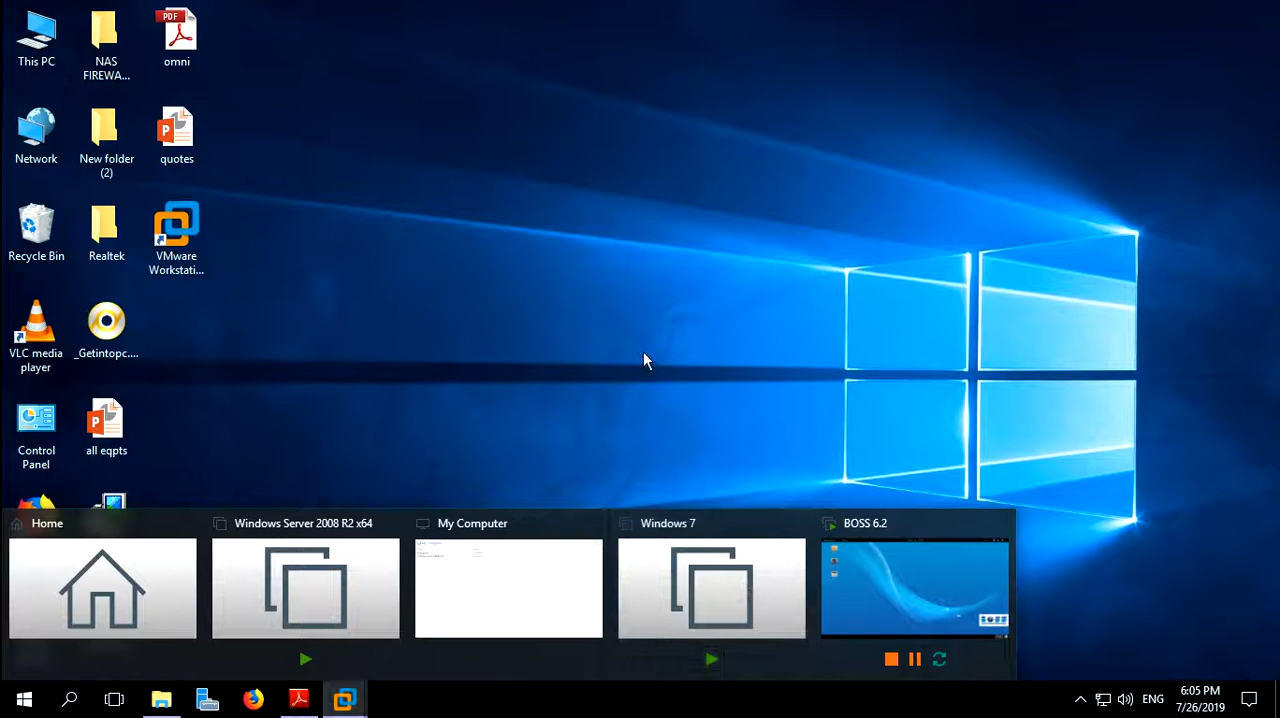 This PC
NAS
FIREWA...
PDF
omni
Network
New folder
(2)
P
quotes
Recycle Bin
Realtek
VMware
Workstati...
VLC media
player
_Getintopc....
Control
Panel
P
all eqpts
Home
Windows Server 2008 R2 x64
My Computer
Windows 7
BOSS 6.2
ENG
6:05 PM
7/26/2019